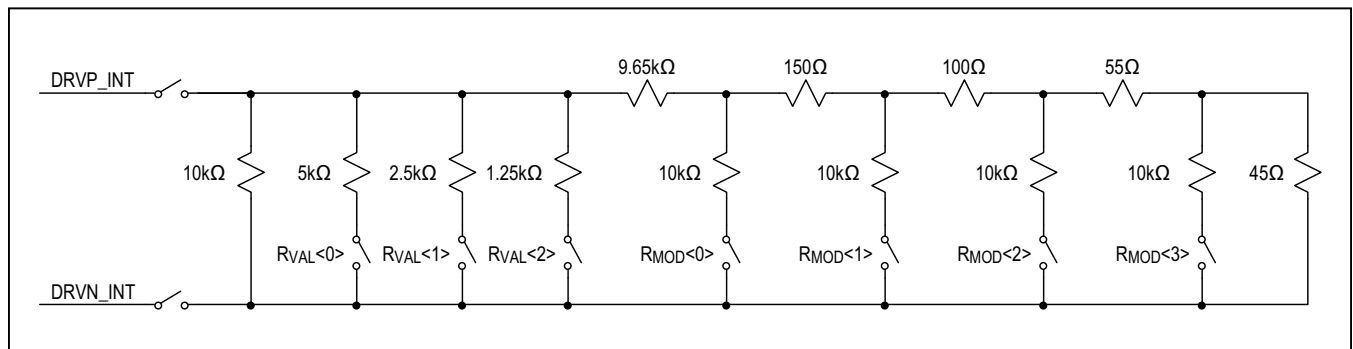 9.65kΩ 150Ω 100Ω 55Ω
DRVP_INT
10kΩ 5kΩ 2.5kΩ 1.25kΩ 10kΩ 10kΩ 10kΩ 10kΩ 45Ω
RVAL<0> RVAL<1> RVAL<2> RMOD<0> RMOD<1> RMOD<2> RMOD<3>
DRVN_INT